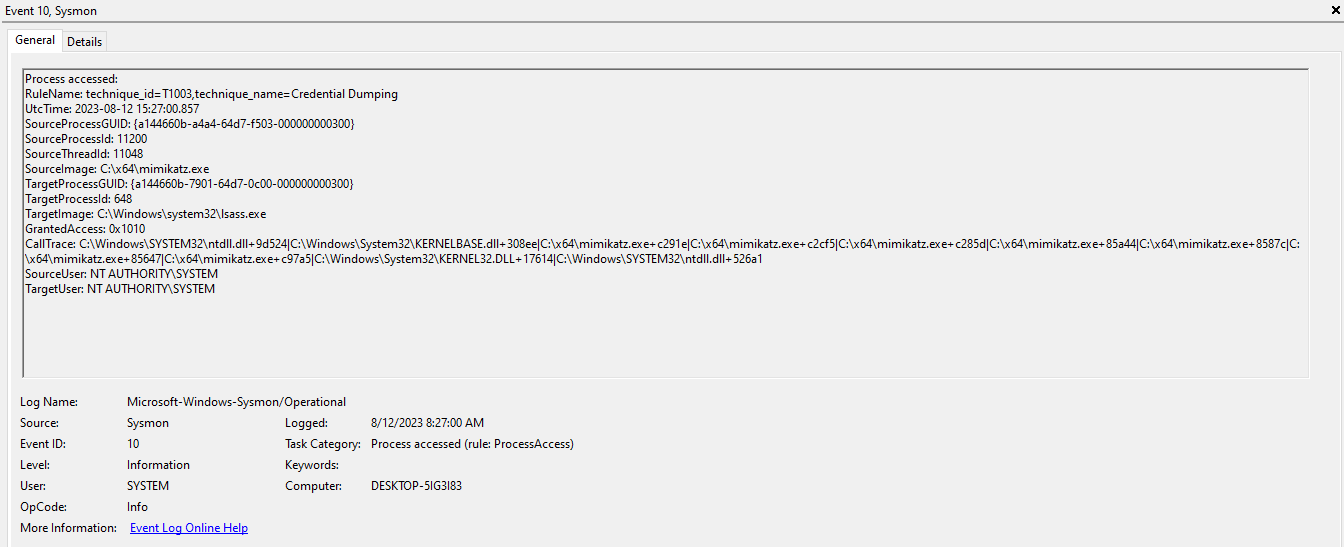 Event 10, Sysmon
General Details
Process accessed:
RuleName: technique_id=T1003,technique_name=Credential Dumping
UtcTime: 2023-08-12 15:27:00.857
SourceProcessGUID: {a144660b-a4a4-64d7-f503-000000000300}
SourceProcessId: 11200
SourceThreadId: 11048
SourceImage: C:\x64\mimikatz.exe
TargetProcessGUID: {a144660b-7901-64d7-0c00-000000000300}
TargetProcessId: 648
TargetImage: C:\Windows\system32\lsass.exe
GrantedAccess: 0x1010
CallTrace: C:\Windows\SYSTEM32\ntdll.dll+9d524|C:\Windows\System32\KERNELBASE.dll+308ee|C:\x64\mimikatz.exe+c291e|C:\x64\mimikatz.exe+c2cf5|C:\x64\mimikatz.exe+c285d|C:\x64\mimikatz.exe+85a44|C:\x64\mimikatz.exe+8587c|C:
\x64\mimikatz.exe+85647|C:\x64\mimikatz.exe+c97a5|C:\Windows\System32\KERNEL32.DLL+17614|C:\Windows\SYSTEM32\ntdll.dll+526a1
SourceUser: NT AUTHORITY\SYSTEM
TargetUser: NT AUTHORITY\SYSTEM
Log Name: Microsoft-Windows-Sysmon/Operational
Source: Sysmon Logged: 8/12/2023 8:27:00 AM
Event ID: 10 Task Category: Process accessed (rule: ProcessAccess)
Level: Information Keywords:
User: SYSTEM Computer: DESKTOP-5IG3I83
OpCode: Info
More Information: Event Log Online Help